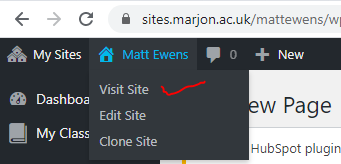 sites.marjon.ac.uk/mattewens/wp
My Sites Matt Ewens 0 New
Visit Site
Edit Site
Clone Site
Dashboa
My Class
ew Page
HubSpot plugin